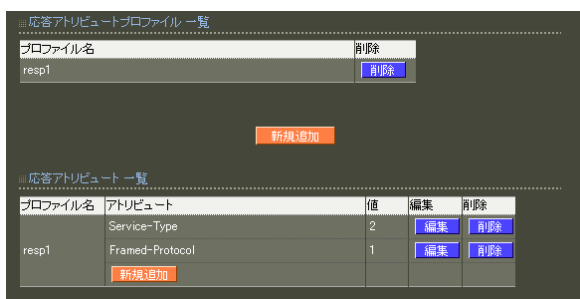 応答アトリビュートプロファイル 一覧
プロファイル名 削除
resp1 削除
新規追加
応答アトリビュート 一覧
プロファイル名 アトリビュート 値 編集 削除
Service-Type 2 編集 削除
resp1 Framed-Protocol 1 編集 削除
新規追加